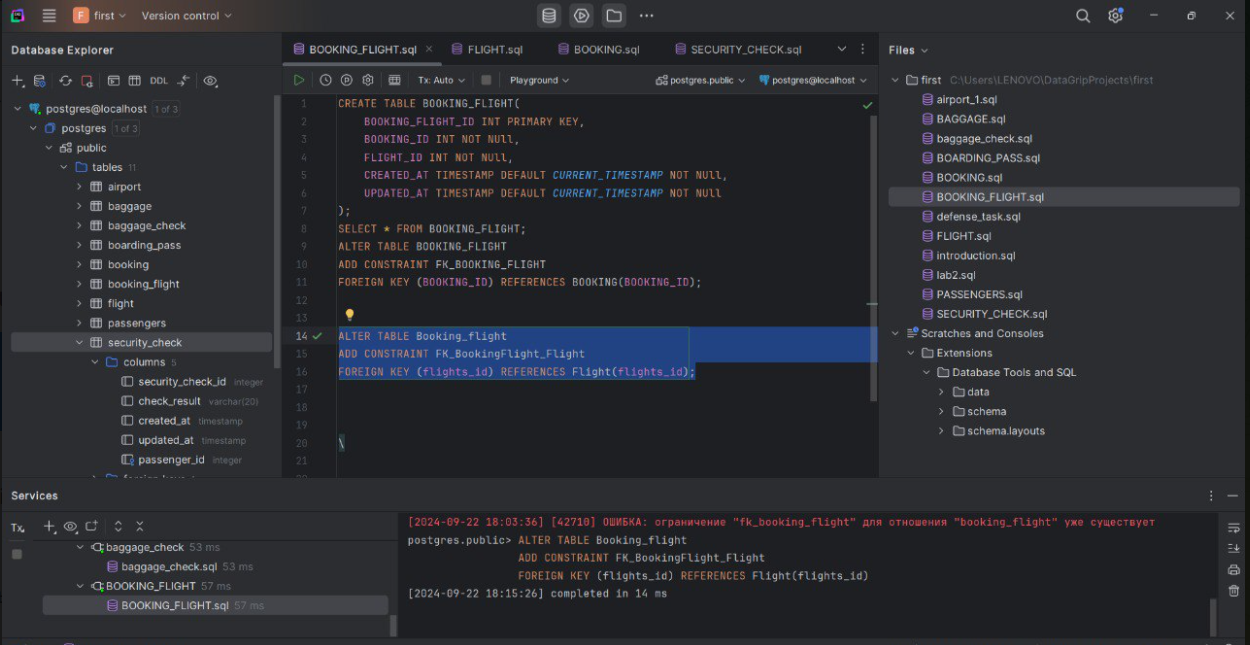 F first Version control
Database Explorer
BOOKING_FLIGHT.sql FLIGHT.sql BOOKING.sql SECURITY_CHECK.sql
Files
DDL
Tx: Auto Playground postgres.public postgres@localhost
postgres@localhost 1 of 3
postgres 1 of 3
public
tables 11
airport
baggage
baggage_check
boarding_pass
booking
booking_flight
flight
passengers
security_check
columns 5
security_check_id integer
check_result varchar(20)
created_at timestamp
updated_at timestamp
passenger_id integer
1 CREATE TABLE BOOKING_FLIGHT(
2 BOOKING_FLIGHT_ID INT PRIMARY KEY,
3 BOOKING_ID INT NOT NULL,
4 FLIGHT_ID INT NOT NULL,
5 CREATED_AT TIMESTAMP DEFAULT CURRENT_TIMESTAMP NOT NULL,
6 UPDATED_AT TIMESTAMP DEFAULT CURRENT_TIMESTAMP NOT NULL
7 );
8 SELECT * FROM BOOKING_FLIGHT;
9 ALTER TABLE BOOKING_FLIGHT
10 ADD CONSTRAINT FK_BOOKING_FLIGHT
11 FOREIGN KEY (BOOKING_ID) REFERENCES BOOKING(BOOKING_ID);
12
13
14 ALTER TABLE Booking_flight
15 ADD CONSTRAINT FK_BookingFlight_Flight
16 FOREIGN KEY (flights_id) REFERENCES Flight(flights_id);
17
18
19
20 \
21
first C:\Users\LENOVO\DataGripProjects\first
airport_1.sql
BAGGAGE.sql
baggage_check.sql
BOARDING_PASS.sql
BOOKING.sql
BOOKING_FLIGHT.sql
defense_task.sql
FLIGHT.sql
introduction.sql
lab2.sql
PASSENGERS.sql
SECURITY_CHECK.sql
Scratches and Consoles
Extensions
Database Tools and SQL
data
schema
schema.layouts
Services
Tx
baggage_check 53 ms
baggage_check.sql 53 ms
BOOKING_FLIGHT 57 ms
BOOKING_FLIGHT.sql 57 ms
[2024-09-22 18:03:36] [42710] ОШИБКА: ограничение "fk_booking_flight" для отношения "booking_flight" уже существует
postgres.public> ALTER TABLE Booking_flight
ADD CONSTRAINT FK_BookingFlight_Flight
FOREIGN KEY (flights_id) REFERENCES Flight(flights_id)
[2024-09-22 18:15:26] completed in 14 ms